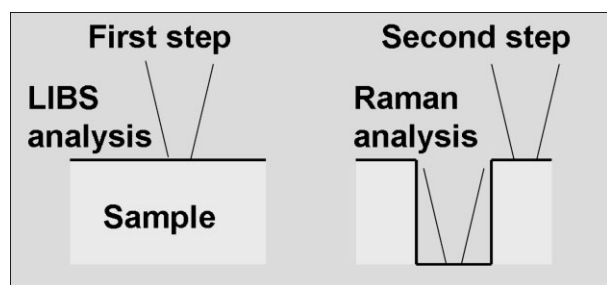 First step
LIBS
analysis
Sample
Second step
Raman
analysis